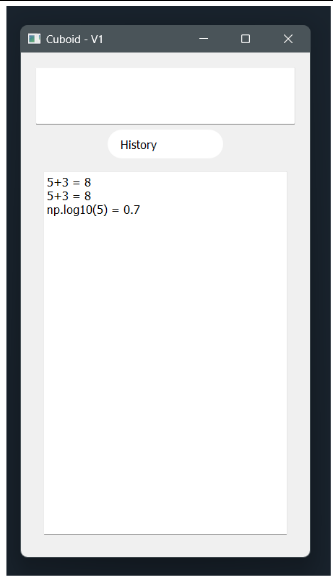 Cuboid - V1
History
5+3 = 8
5+3 = 8
np.log10(5) = 0.7